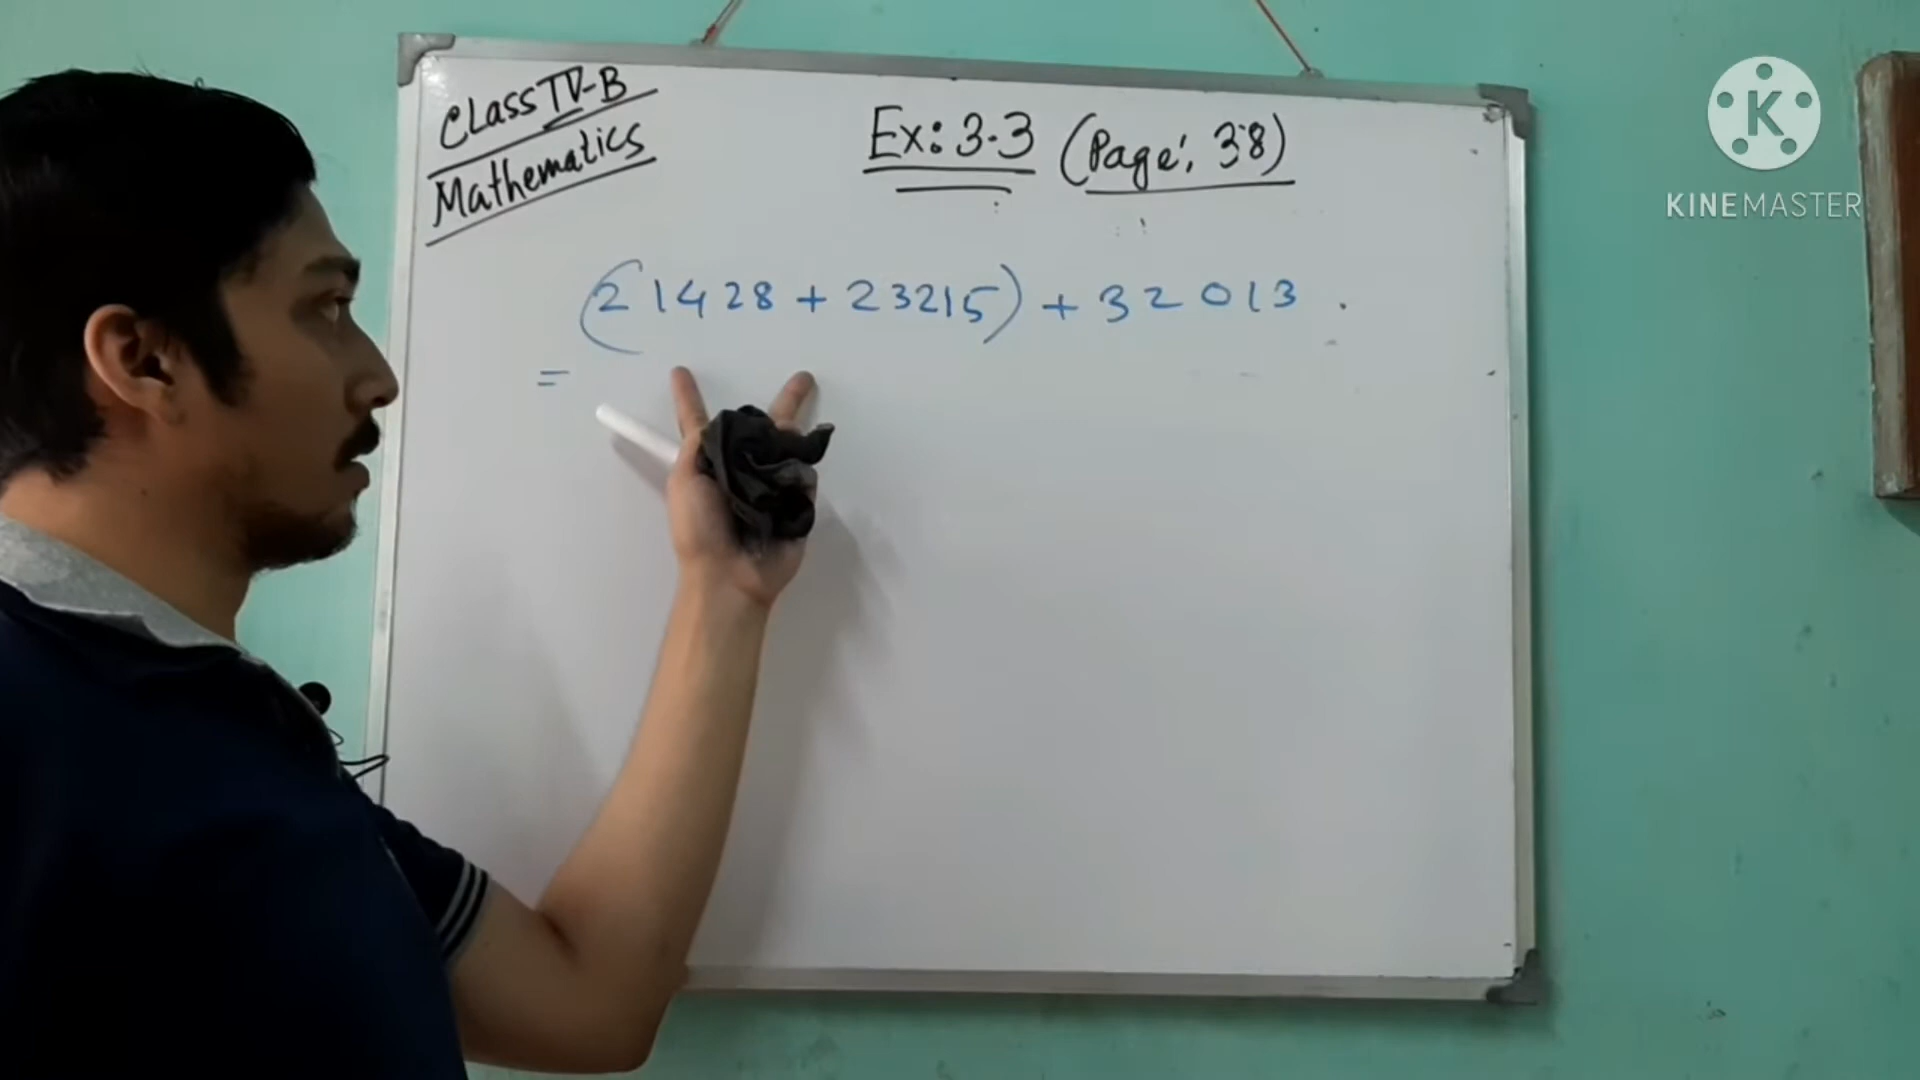 Class IV-B
Mathematics
Ex: 3.3 (Page: 38)
(21428 + 23215) + 32013.
=
K
KINEMASTER